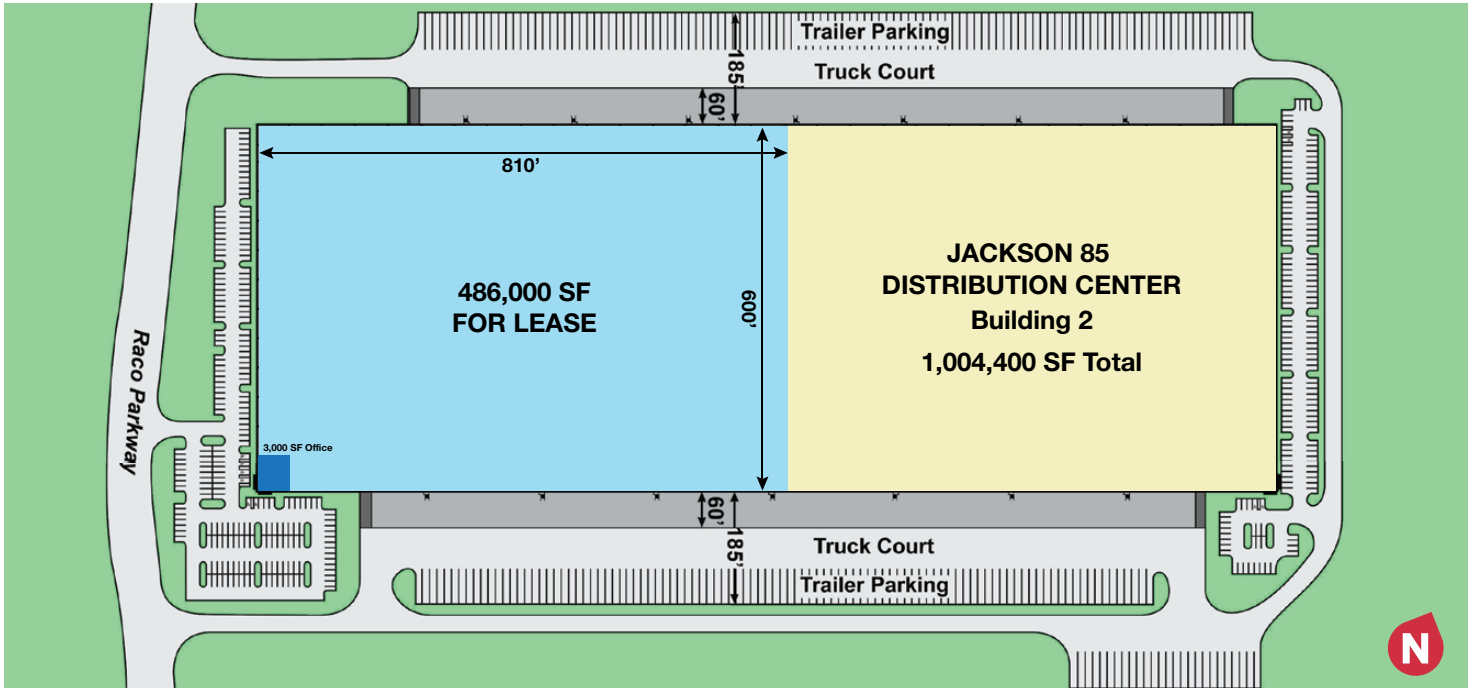 Trailer Parking
185'
Truck Court
60'
810'
JACKSON 85
DISTRIBUTION CENTER
Building 2
1,004,400 SF Total
486,000 SF
FOR LEASE
600'
Raco Parkway
3,000 SF Office
60'
185'
Truck Court
Trailer Parking
N